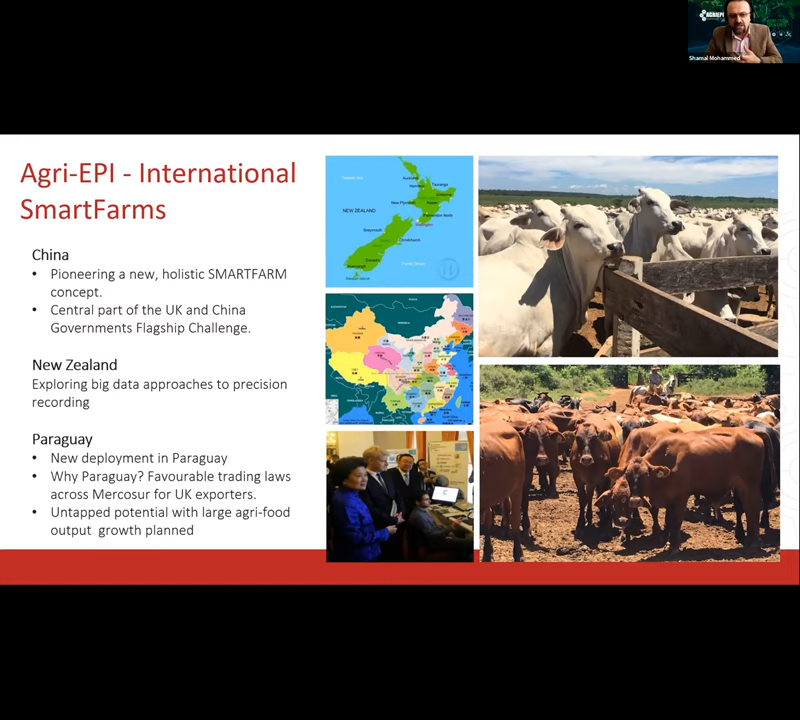 AGRIEPI
Shamal Mohammed
Agri-EPI - International
SmartFarms
China
• Pioneering a new, holistic SMARTFARM
concept.
• Central part of the UK and China
Governments Flagship Challenge.
New Zealand
Exploring big data approaches to precision
recording
Paraguay
• New deployment in Paraguay
• Why Paraguay? Favourable trading laws
across Mercosur for UK exporters.
• Untapped potential with large agri-food
output growth planned
NEW ZEALAND